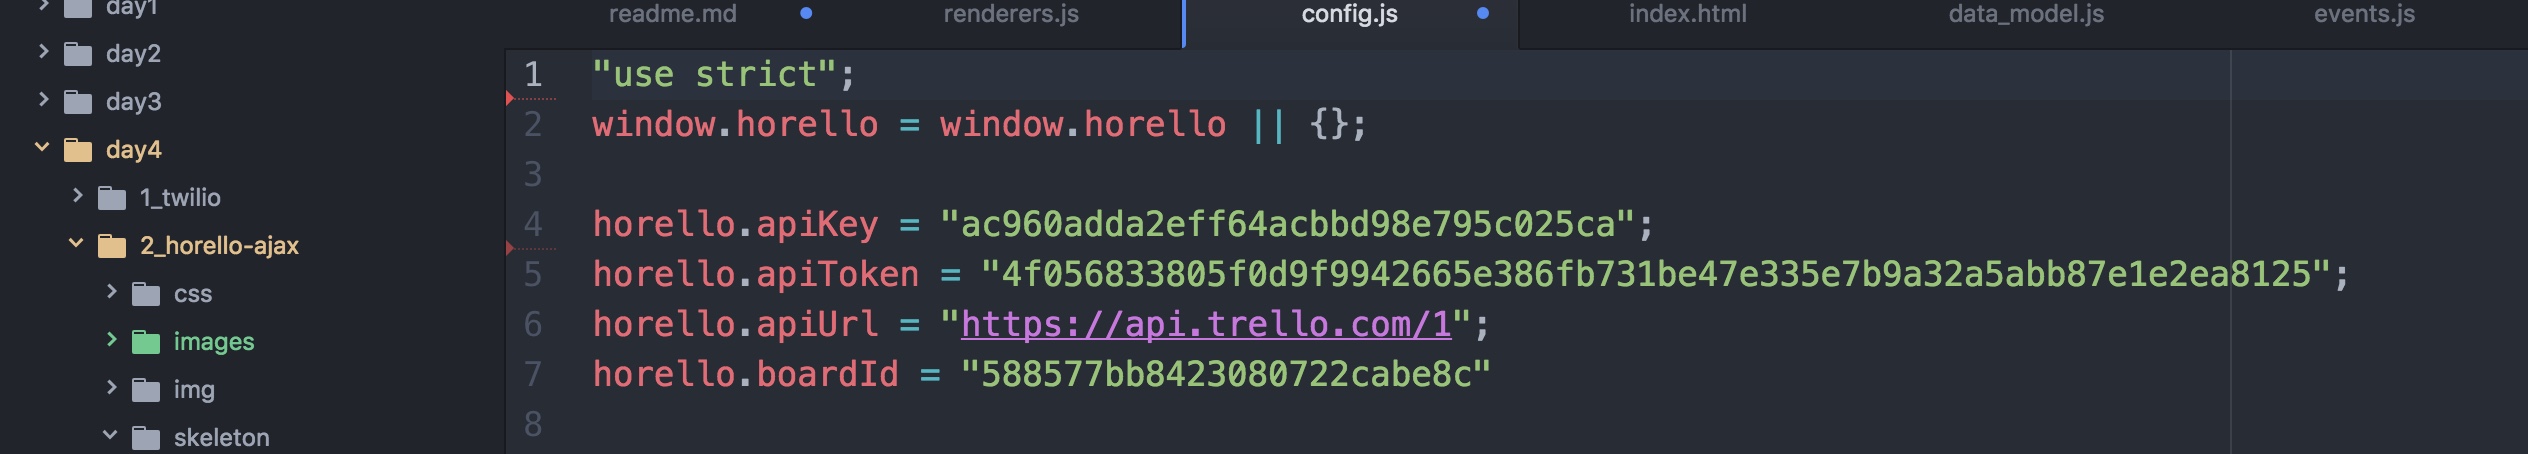 day1
day2
day3
day4
1_twilio
2_horello-ajax
css
images
img
skeleton
readme.md
renderers.js
config.js
index.html
data_model.js
events.js
1 "use strict";
2 window.horello = window.horello || {};
3
4 horello.apiKey = "ac960adda2eff64acbbd98e795c025ca";
5 horello.apiToken = "4f056833805f0d9f9942665e386fb731be47e335e7b9a32a5abb87e1e2ea8125";
6 horello.apiUrl = "https://api.trello.com/1";
7 horello.boardId = "588577bb8423080722cabe8c"
8